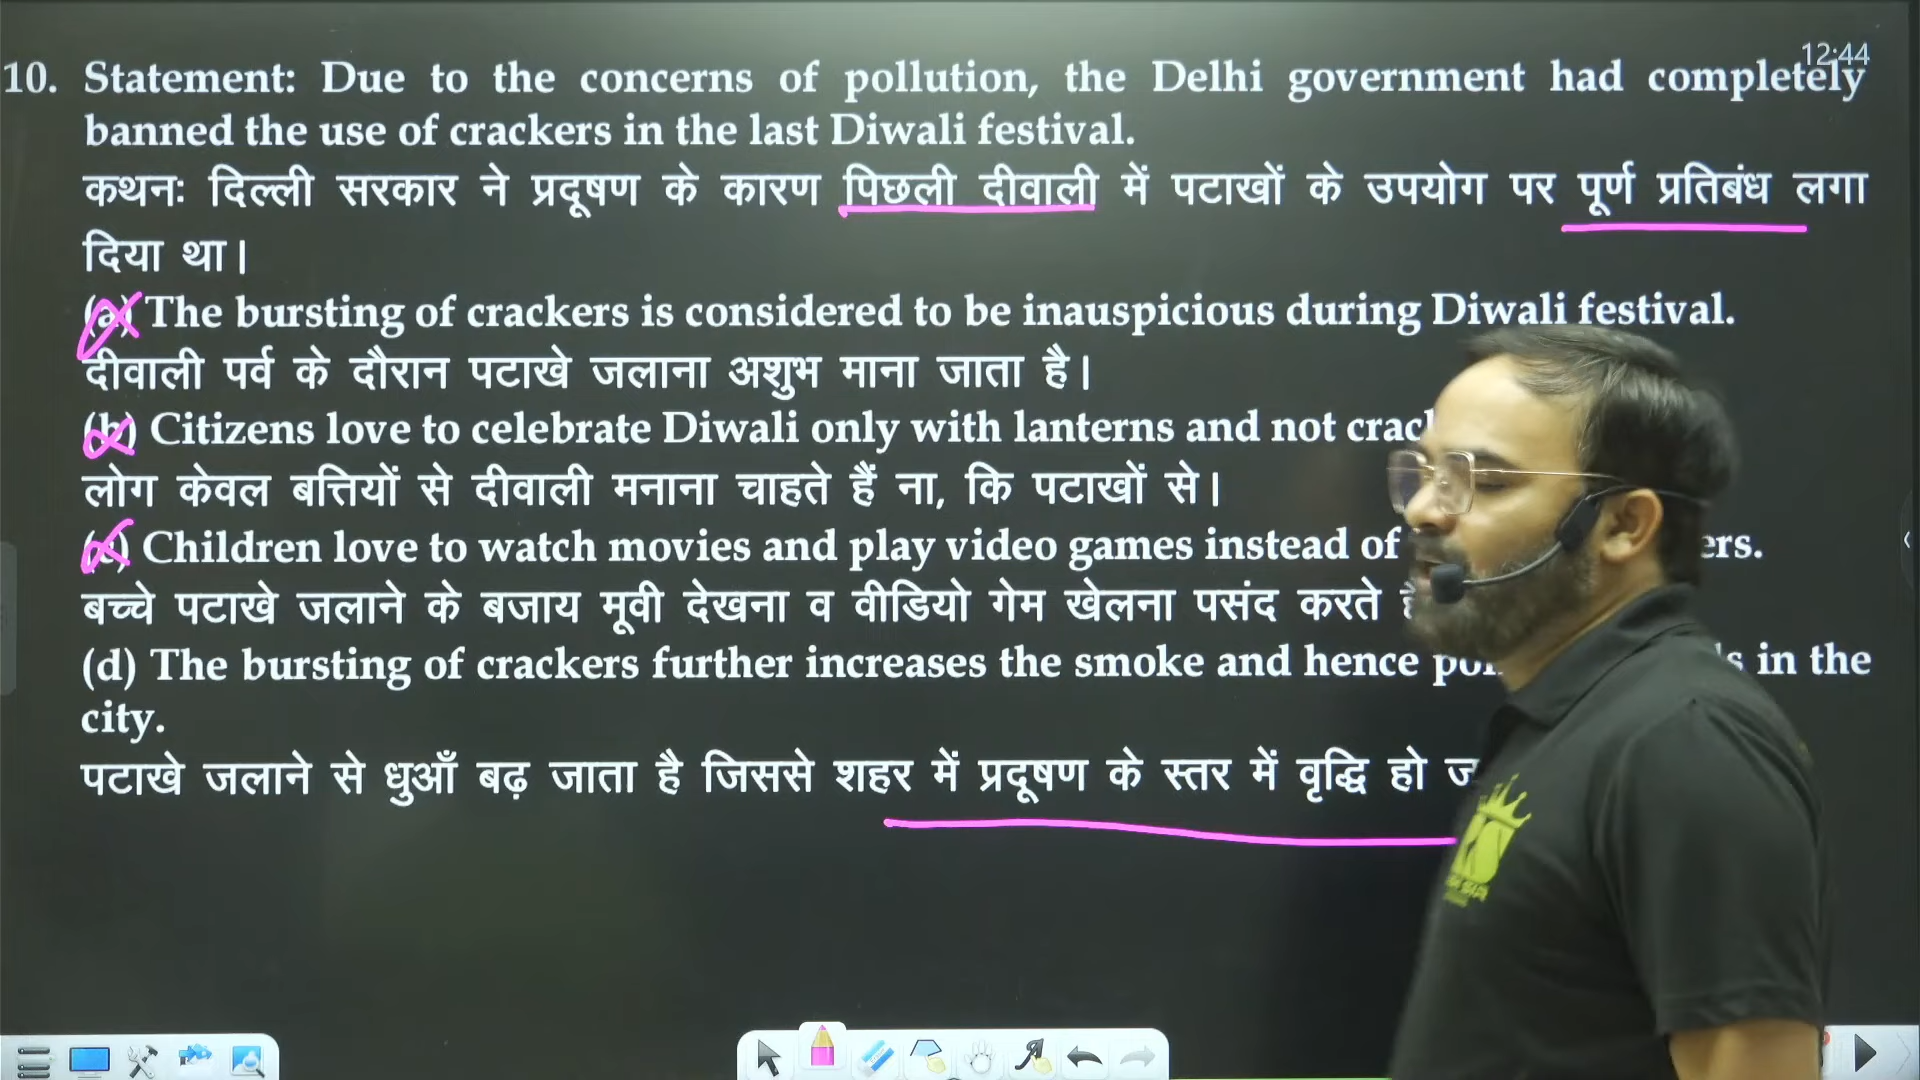 12:44
10. Statement: Due to the concerns of pollution, the Delhi government had completely
banned the use of crackers in the last Diwali festival.
कथनः दिल्ली सरकार ने प्रदूषण के कारण पिछली दीवाली में पटाखों के उपयोग पर पूर्ण प्रतिबंध लगा
दिया था।
(a) The bursting of crackers is considered to be inauspicious during Diwali festival.
दीवाली पर्व के दौरान पटाखे जलाना अशुभ माना जाता है।
(b) Citizens love to celebrate Diwali only with lanterns and not
लोग केवल बत्तियों से दीवाली मनाना चाहते हैं ना, कि पटाखों से।
(c) Children love to watch movies and play video games instead of
बच्चे पटाखे जलाने के बजाय मूवी देखना व वीडियो गेम खेलना पसंद करते
(d) The bursting of crackers further increases the smoke and hence in the
city.
पटाखे जलाने से धुआँ बढ़ जाता है जिससे शहर में प्रदूषण के स्तर में वृद्धि हो